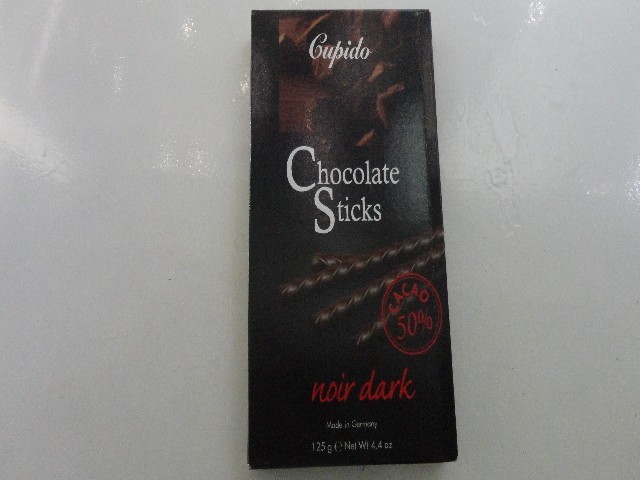 Cupido
Chocolate
Sticks
CACAO
50%
noir dark
Made in Germany
125 g ℮ Net Wt 4,4 oz